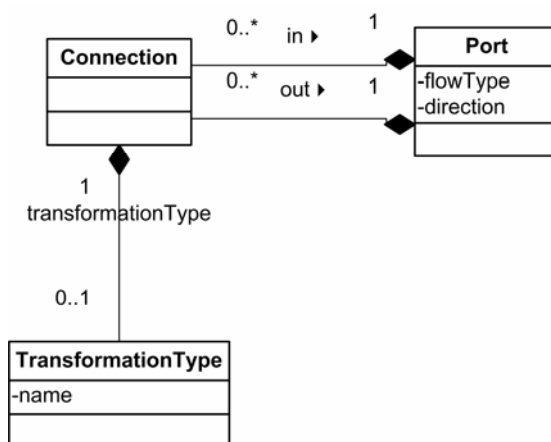 0..* in ▸ 1
Connection
Port
0..* out ▸ 1
-flowType
-direction
1
transformationType
0..1
TransformationType
-name